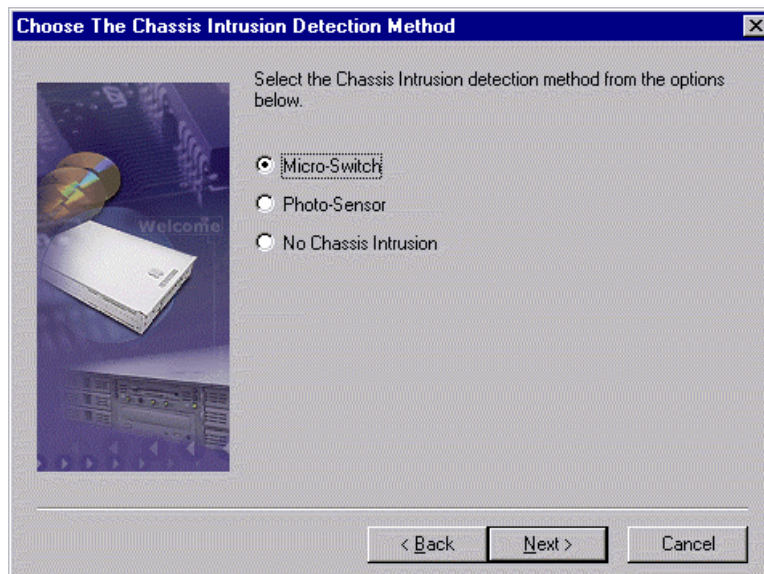 Choose The Chassis Intrusion Detection Method
Select the Chassis Intrusion detection method from the options
below.
Micro-Switch
Photo-Sensor
No Chassis Intrusion
Welcome
< Back
Next >
Cancel